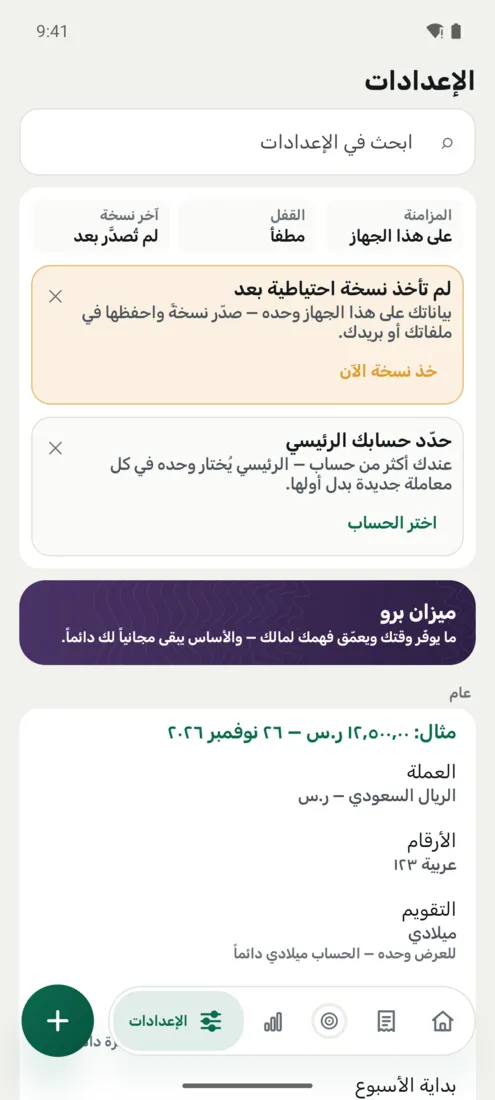 9:41
الإعدادات
ابحث في الإعدادات
المزامنة
على هذا الجهاز
القفل
مطفأ
آخر نسخة
لم تُصدَّر بعد
لم تأخذ نسخة احتياطية بعد
بياناتك على هذا الجهاز وحده – صدّر نسخةً واحفظها في
ملفاتك أو بريدك.
خذ نسخة الآن
حدّد حسابك الرئيسي
عندك أكثر من حساب – الرئيسي يُختار وحده في كل
معاملة جديدة بدل أولها.
اختر الحساب
ميزان برو
ما يوفّر وقتك ويعمّق فهمك لمالك – والأساس يبقى مجانياً لك دائماً.
عام
مثال: ١٢,٥٠٠,٠٠ ر.س – ٢٦ نوفمبر ٢٠٢٦
العملة
الريال السعودي – ر.س
الأرقام
عربية ١٢٣
التقويم
ميلادي
للعرض وحده – الحساب ميلادي دائماً
الإعدادات
بداية الأسبوع